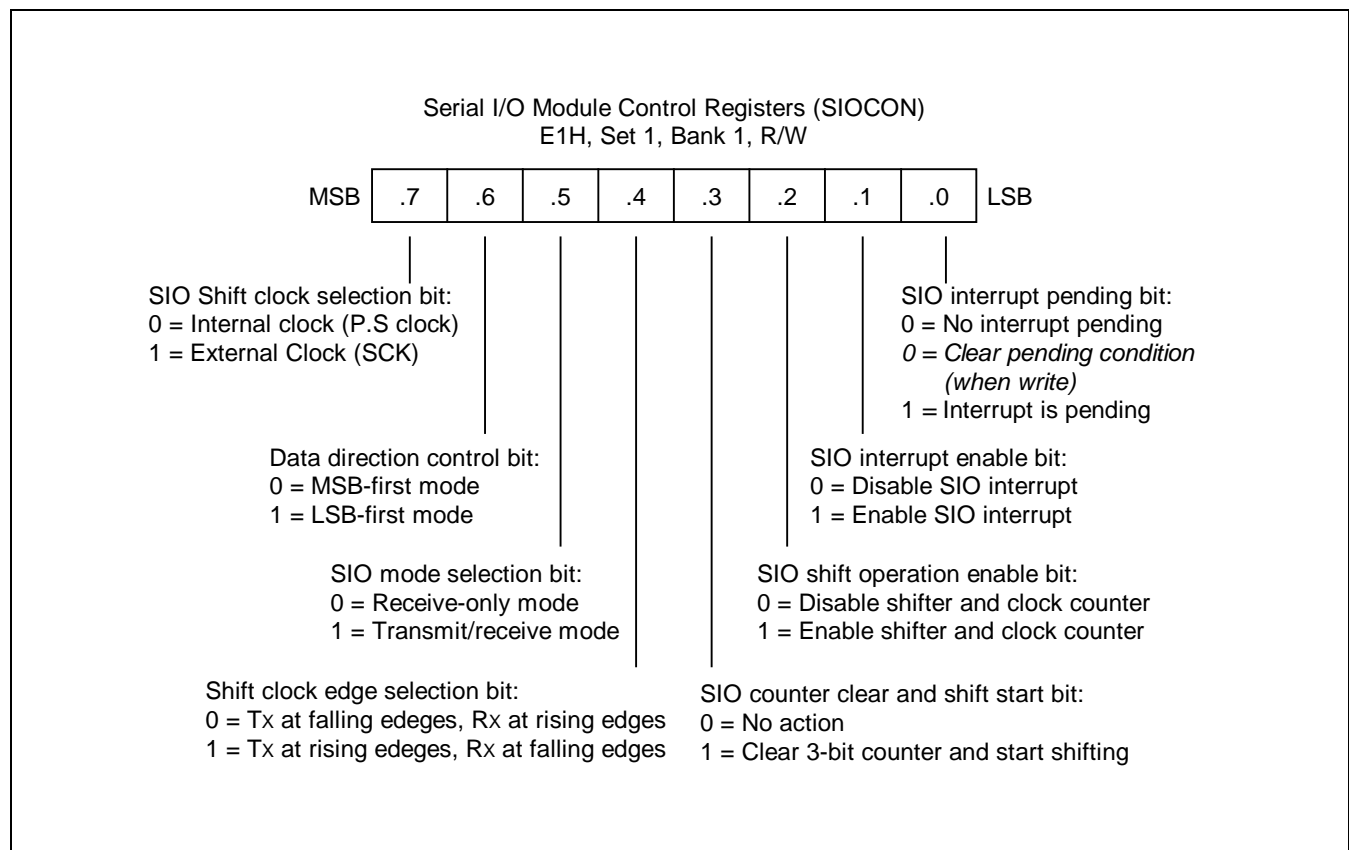 Serial I/O Module Control Registers (SIOCON)
E1H, Set 1, Bank 1, R/W
MSB .7 .6 .5 .4 .3 .2 .1 .0 LSB
SIO Shift clock selection bit:
0 = Internal clock (P.S clock)
1 = External Clock (SCK)
SIO interrupt pending bit:
0 = No interrupt pending
0 = Clear pending condition
(when write)
1 = Interrupt is pending
Data direction control bit:
0 = MSB-first mode
1 = LSB-first mode
SIO interrupt enable bit:
0 = Disable SIO interrupt
1 = Enable SIO interrupt
SIO mode selection bit:
0 = Receive-only mode
1 = Transmit/receive mode
SIO shift operation enable bit:
0 = Disable shifter and clock counter
1 = Enable shifter and clock counter
Shift clock edge selection bit:
0 = Tx at falling edeges, Rx at rising edges
1 = Tx at rising edeges, Rx at falling edges
SIO counter clear and shift start bit:
0 = No action
1 = Clear 3-bit counter and start shifting